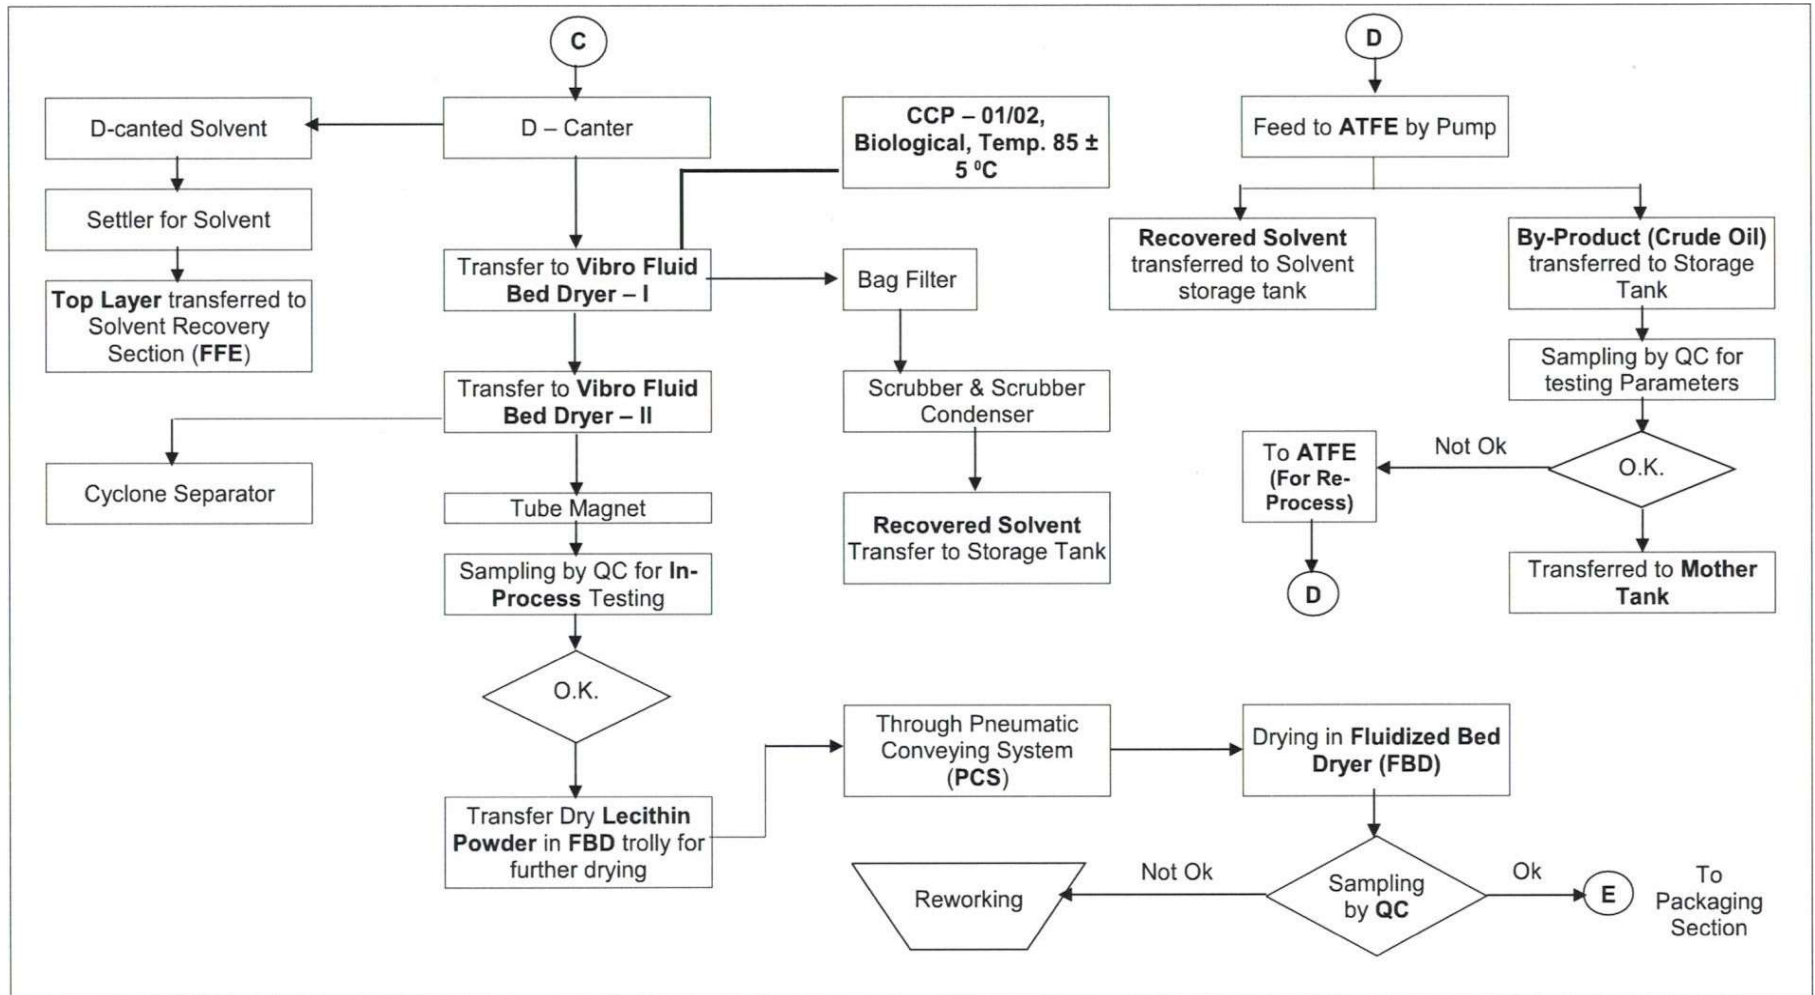 C
D – Canter
D-canted Solvent
Settler for Solvent
Top Layer transferred to
Solvent Recovery
Section (FFE)
CCP – 01/02,
Biological, Temp. 85 ±
5 ⁰C
Transfer to Vibro Fluid
Bed Dryer – I
Bag Filter
Scrubber & Scrubber
Condenser
Recovered Solvent
Transfer to Storage Tank
Transfer to Vibro Fluid
Bed Dryer – II
Cyclone Separator
Tube Magnet
Sampling by QC for In-
Process Testing
O.K.
Transfer Dry Lecithin
Powder in FBD trolly for
further drying
Through Pneumatic
Conveying System
(PCS)
Drying in Fluidized Bed
Dryer (FBD)
Sampling
by QC
Not Ok
Reworking
Ok
E
To
Packaging
Section
D
Feed to ATFE by Pump
Recovered Solvent
transferred to Solvent
storage tank
By-Product (Crude Oil)
transferred to Storage
Tank
Sampling by QC for
testing Parameters
O.K.
Not Ok
To ATFE
(For Re-
Process)
D
Transferred to Mother
Tank